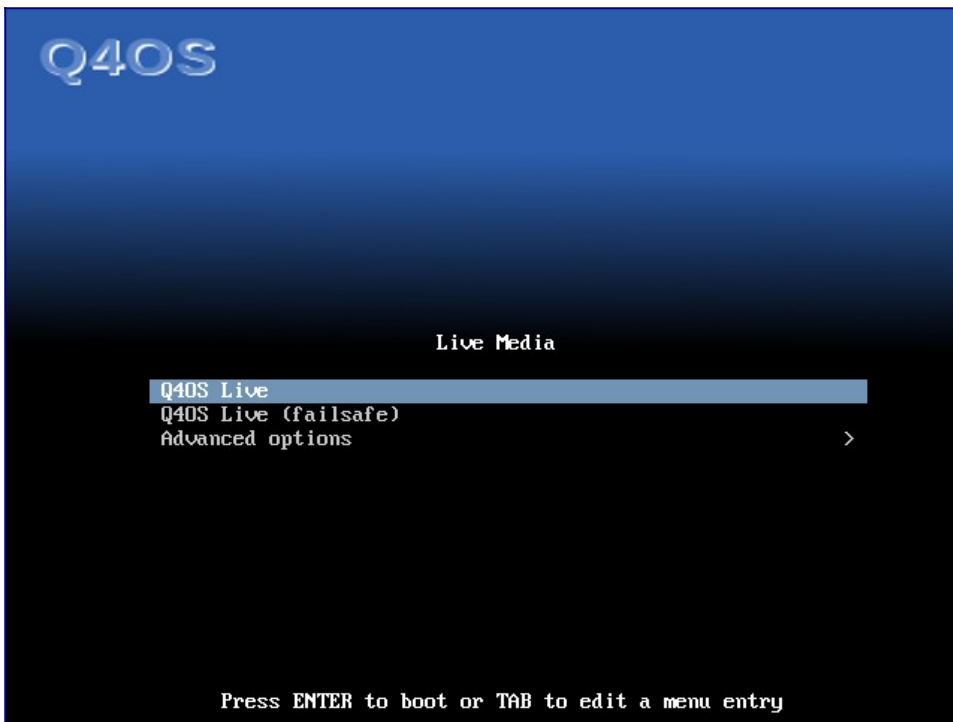 Q4OS
Live Media
Q4OS Live
Q4OS Live (failsafe)
Advanced options >
Press ENTER to boot or TAB to edit a menu entry